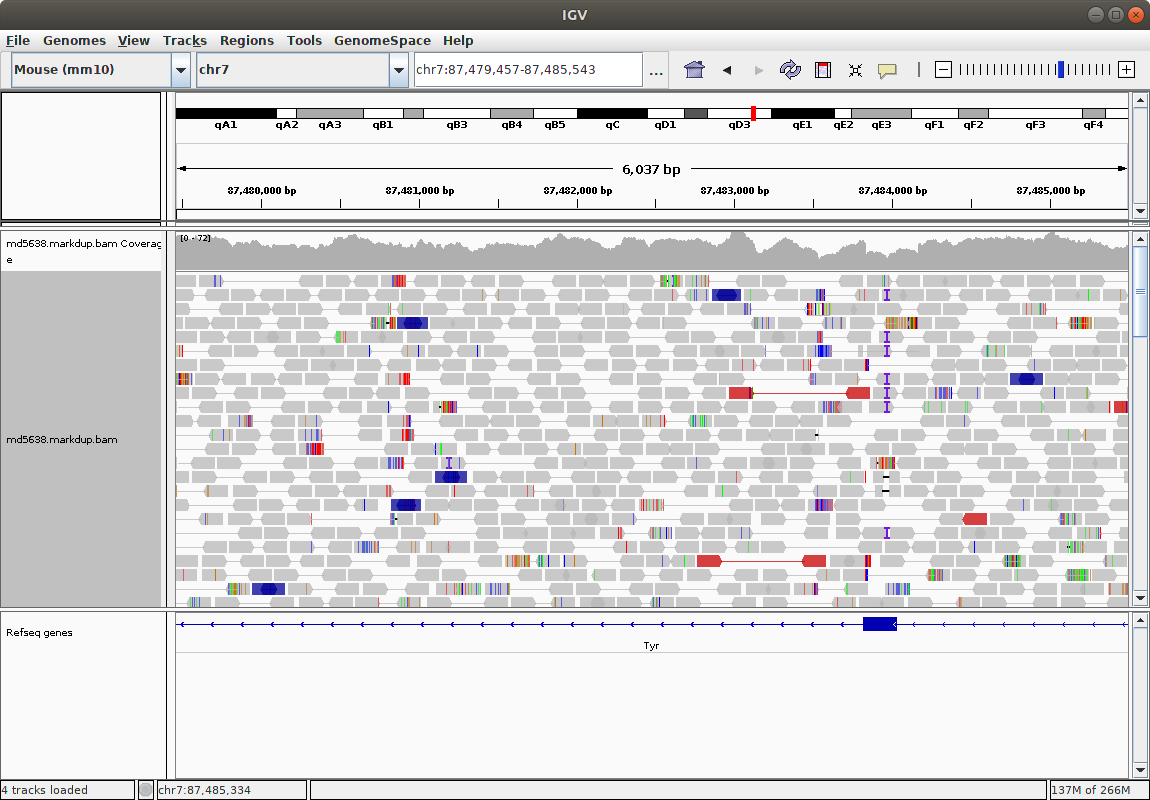 IGV
File Genomes View Tracks Regions Tools GenomeSpace Help
Mouse (mm10) chr7 chr7:87,479,457-87,485,543 ...
qA1 qA2 qA3 qB1 qB3 qB4 qB5 qC qD1 qD3 qE1 qE2 qE3 qF1 qF2 qF3 qF4
6,037 bp
87,480,000 bp 87,481,000 bp 87,482,000 bp 87,483,000 bp 87,484,000 bp 87,485,000 bp
md5638.markdup.bam Coverag
e
[0 - 72]
md5638.markdup.bam
Refseq genes
Tyr
4 tracks loaded chr7:87,485,334 137M of 266M